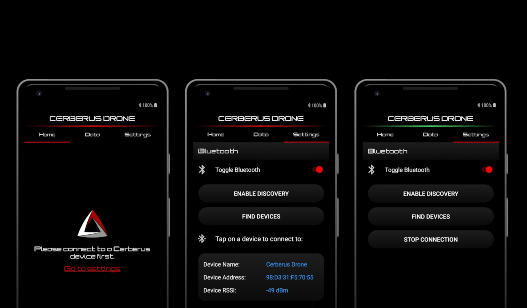 100%
CERBERUS DRONE
Home Data Settings
Please connect to a Cerberus
device first.
Go to settings
100%
CERBERUS DRONE
Home Data Settings
Bluetooth
Toggle Bluetooth
ENABLE DISCOVERY
FIND DEVICES
Tap on a device to connect to:
Device Name: Cerberus Drone
Device Address: 98:D3:31:F5:70:55
Device RSSI: -49 dBm
100%
CERBERUS DRONE
Home Data Settings
Bluetooth
Toggle Bluetooth
ENABLE DISCOVERY
FIND DEVICES
STOP CONNECTION